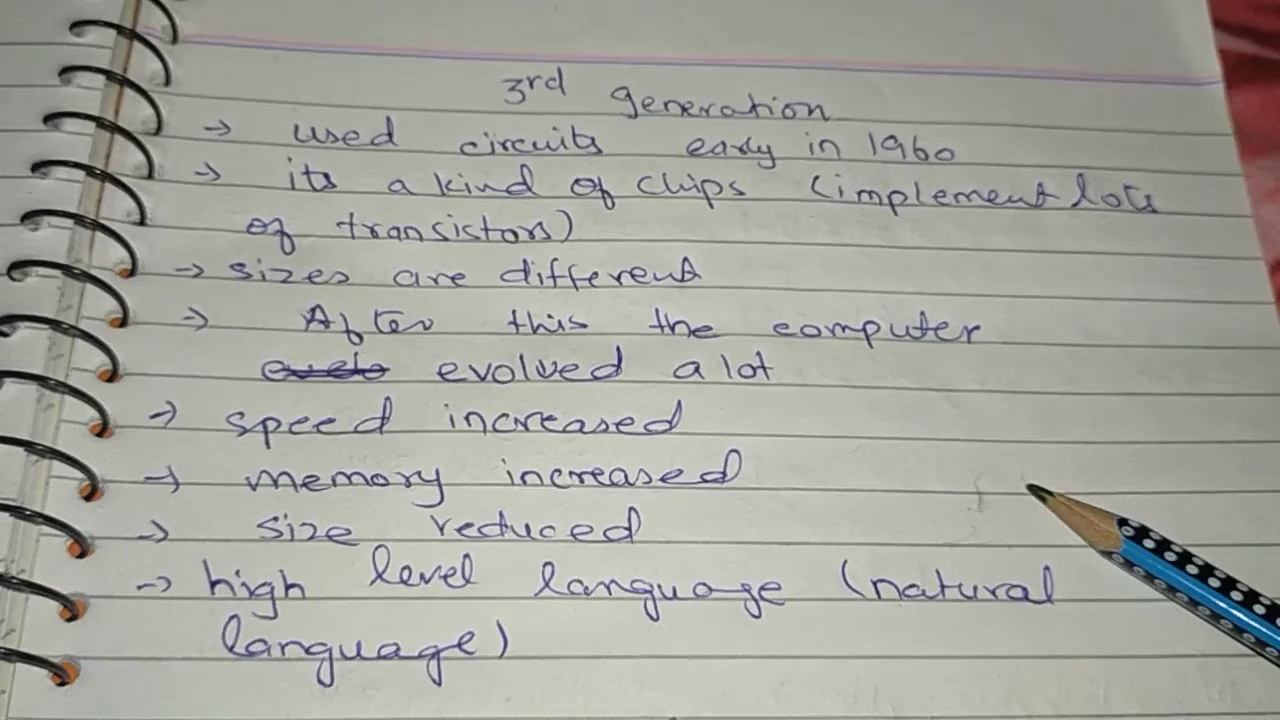 3rd generation
→ used circuits early in 1960
→ its a kind of chips (implement lots
of transistors)
→ sizes are different
→ After this the computer
evolved a lot
→ speed increased
→ memory increased
→ size reduced
→ high level language (natural
language)